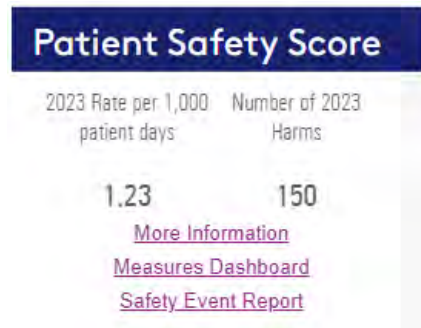 Patient Safety Score
2023 Rate per 1,000 Number of 2023
patient days Harms
1.23 150
More Information
Measures Dashboard
Safety Event Report